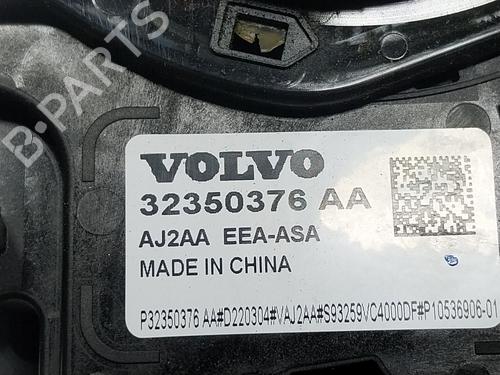 B-PARTS
VOLVO
32350376 AA
AJ2AA EEA-ASA
MADE IN CHINA
P32350376 AA#D220304#VAJ2AA#S93259VC4000DF#P10536906-01